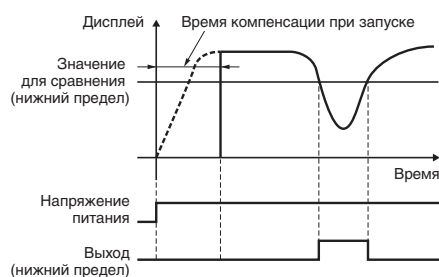 Дисплей
Время компенсации при запуске
Значение
для сравнения
(нижний предел)
Время
Напряжение
питания
Выход
(нижний предел)